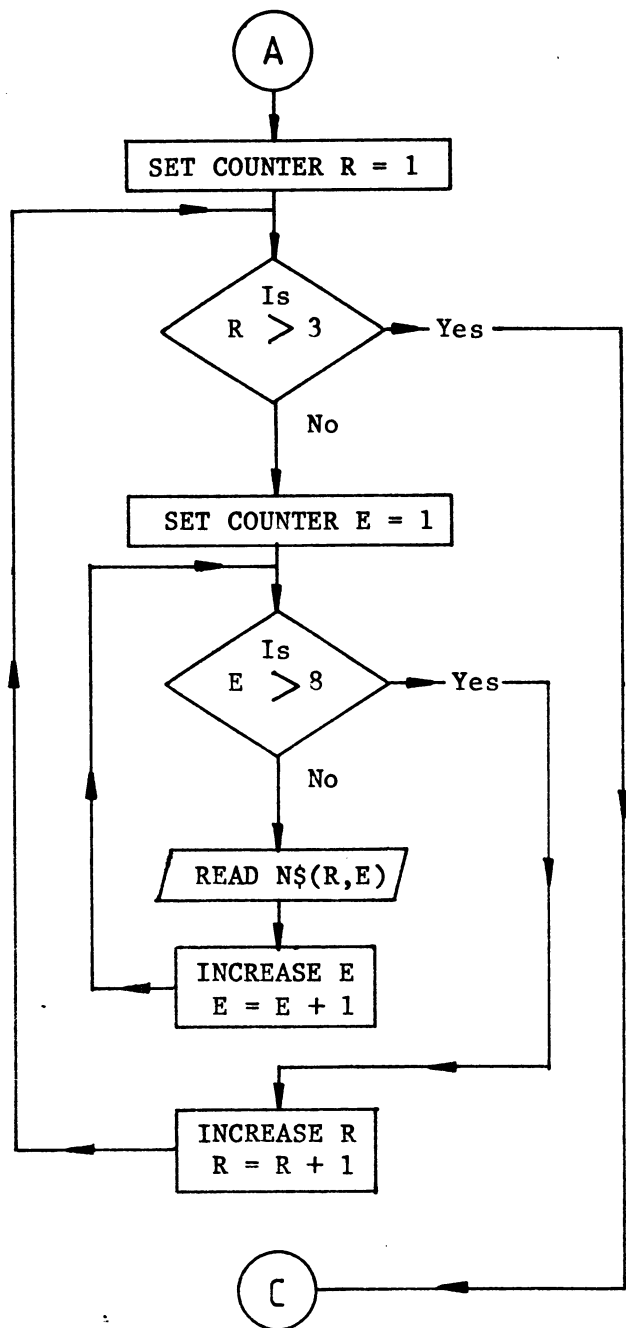 A
SET COUNTER R = 1
Is
R > 3
Yes
No
SET COUNTER E = 1
Is
E > 8
Yes
No
READ N$(R,E)
INCREASE E
E = E + 1
INCREASE R
R = R + 1
C